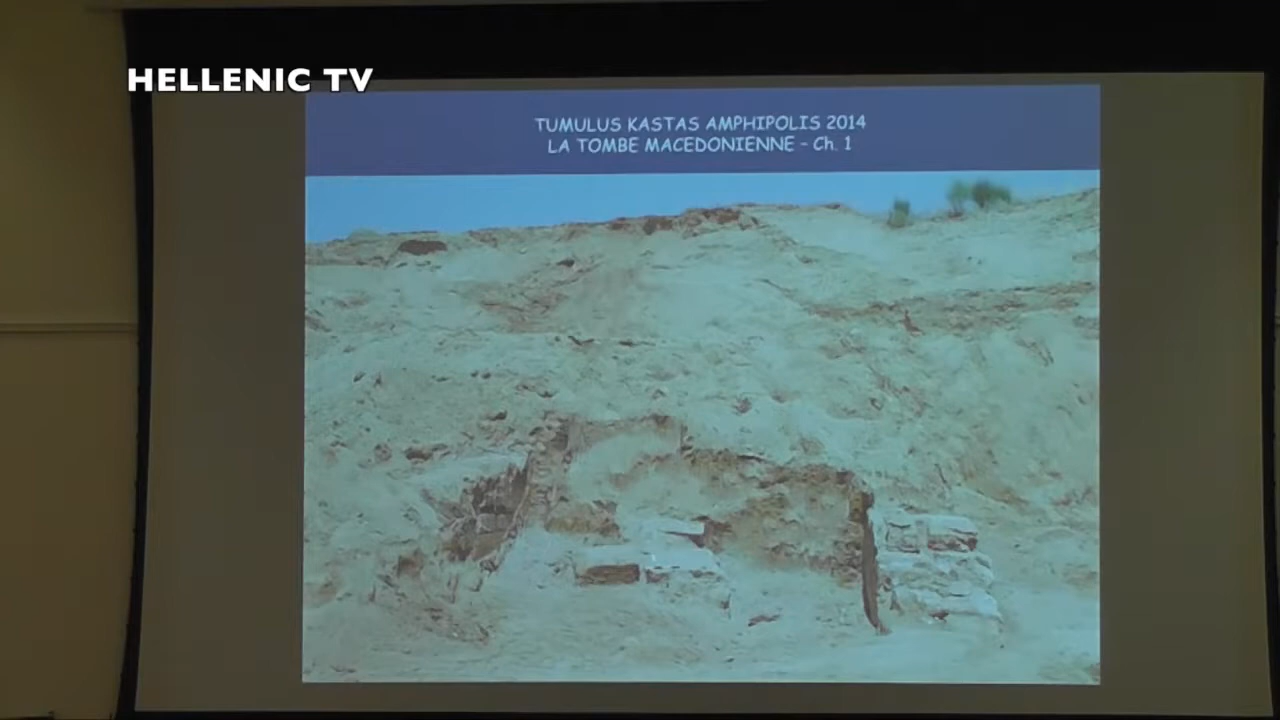 HELLENIC TV
TUMULUS KASTAS AMPHIPOLIS 2014
LA TOMBE MACEDONIENNE - Ch. 1